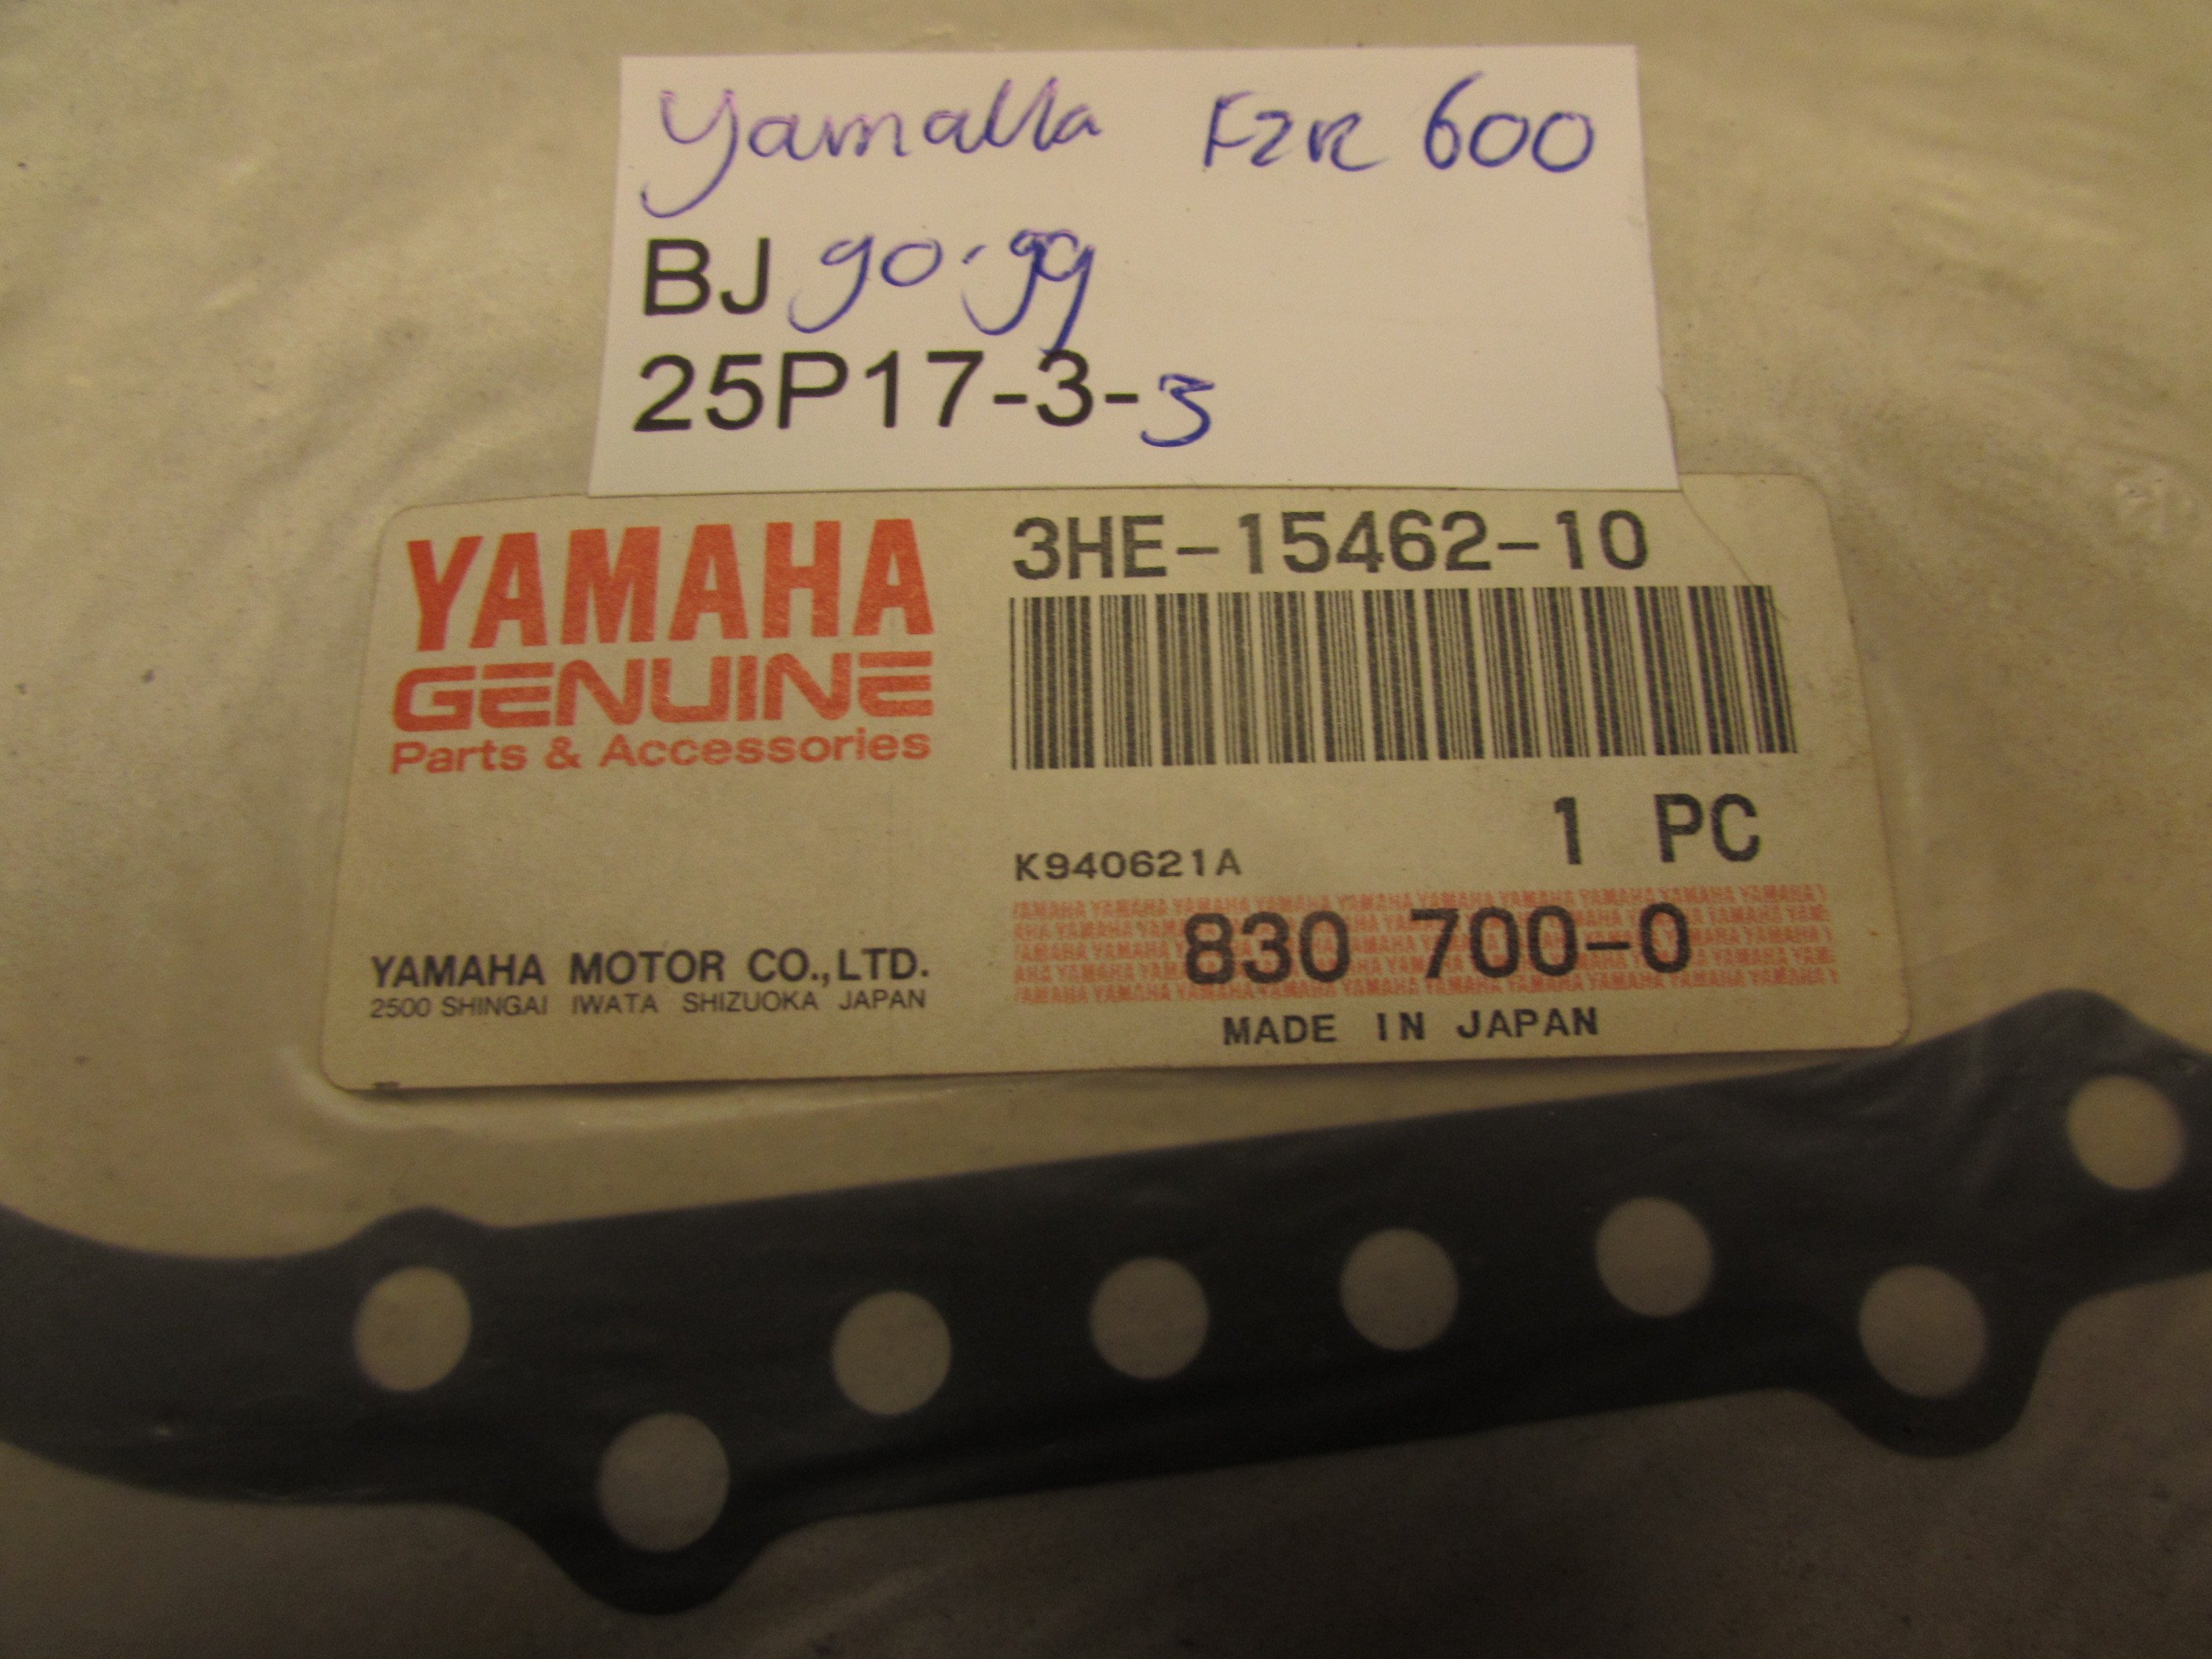 Yamaha FZR 600
BJ 90-99
25P17-3-3
YAMAHA
GENUINE
Parts & Accessories
YAMAHA MOTOR CO.,LTD.
2500 SHINGAI IWATA SHIZUOKA JAPAN
3HE-15462-10
1 PC
K940621A
830 700-0
MADE IN JAPAN